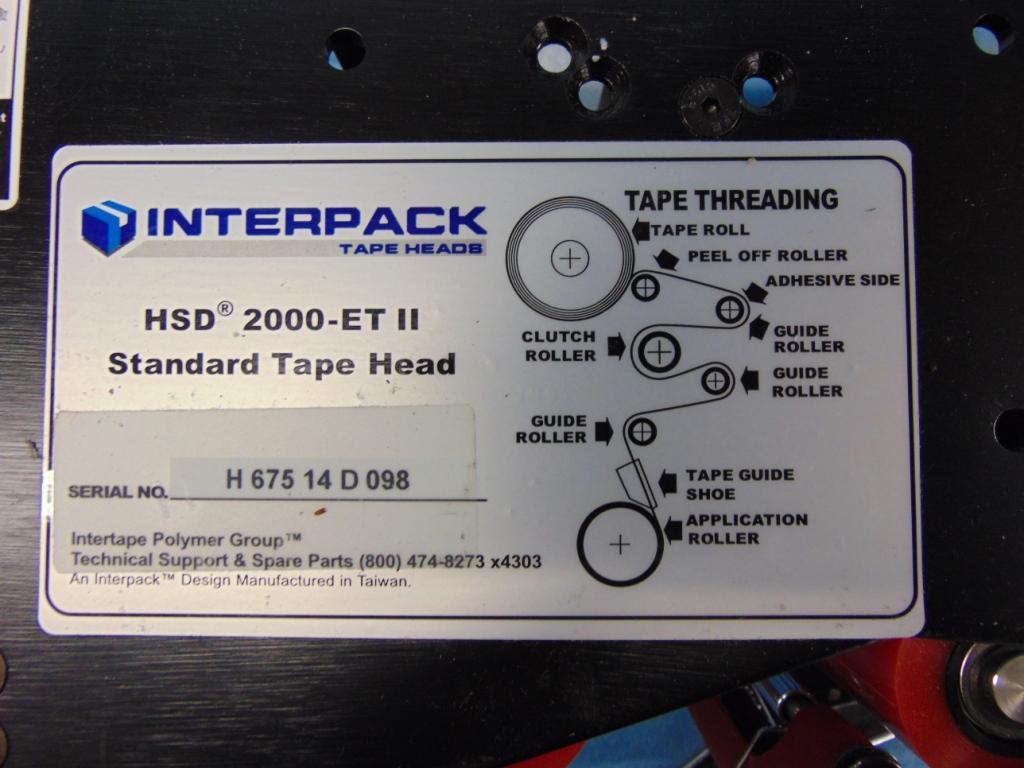 INTERPACK
TAPE HEADS
HSD® 2000-ET II
Standard Tape Head
SERIAL NO. H 675 14 D 098
Intertape Polymer Group™
Technical Support & Spare Parts (800) 474-8273 x4303
An Interpack™ Design Manufactured in Taiwan.
TAPE THREADING
TAPE ROLL
PEEL OFF ROLLER
ADHESIVE SIDE
GUIDE
ROLLER
CLUTCH
ROLLER
GUIDE
ROLLER
GUIDE
ROLLER
TAPE GUIDE
SHOE
APPLICATION
ROLLER